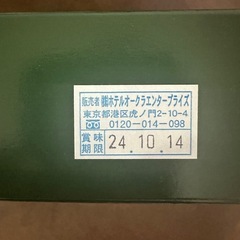 販売者 ㈱ホテルオークラエンタープライズ
東京都港区虎ノ門2-10-4
0120-014-098
賞味期限 24.10.14